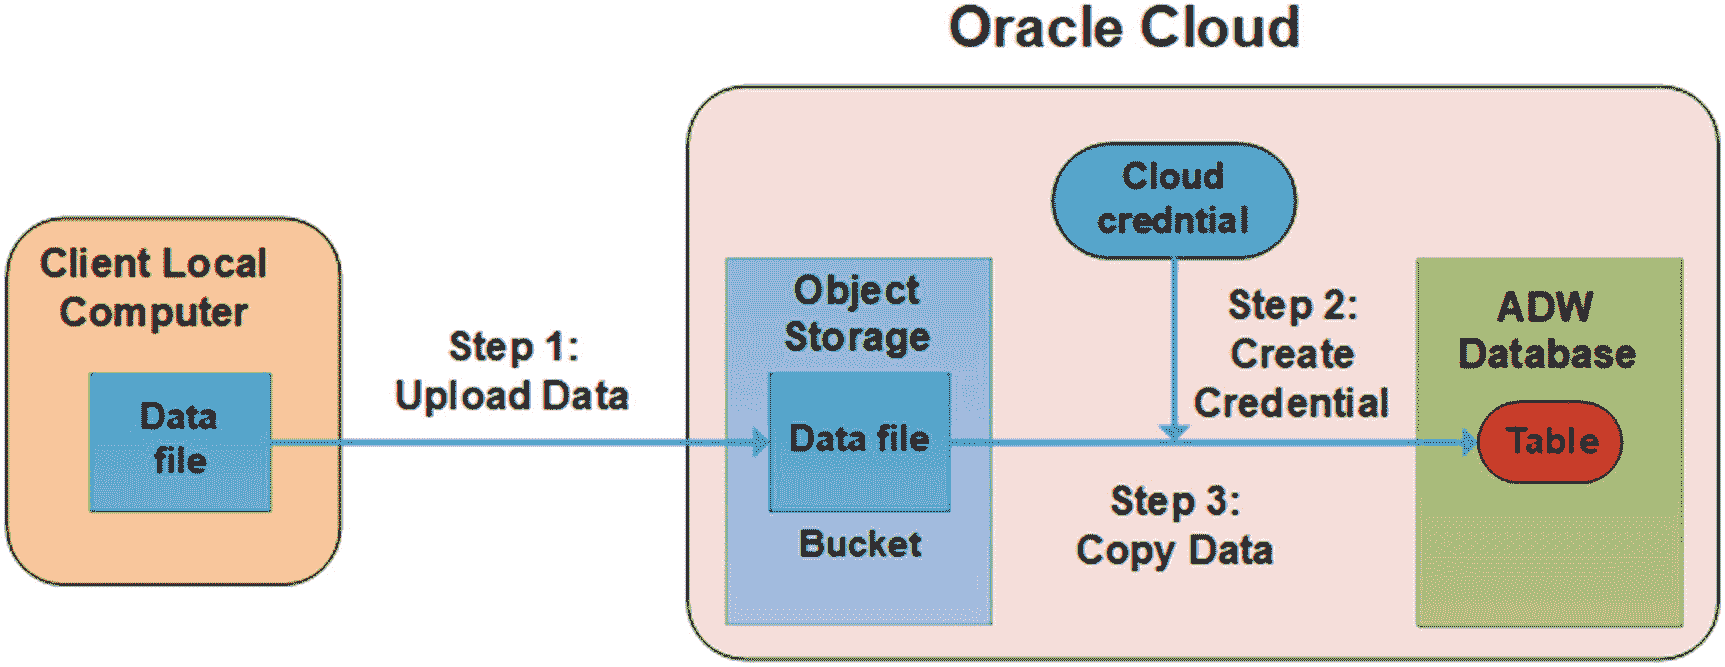 Oracle Cloud
Client Local
Computer
Data
file
Step 1:
Upload Data
Object
Storage
Data file
Bucket
Cloud
credntial
Step 2:
Create
Credential
Step 3:
Copy Data
ADW
Database
Table